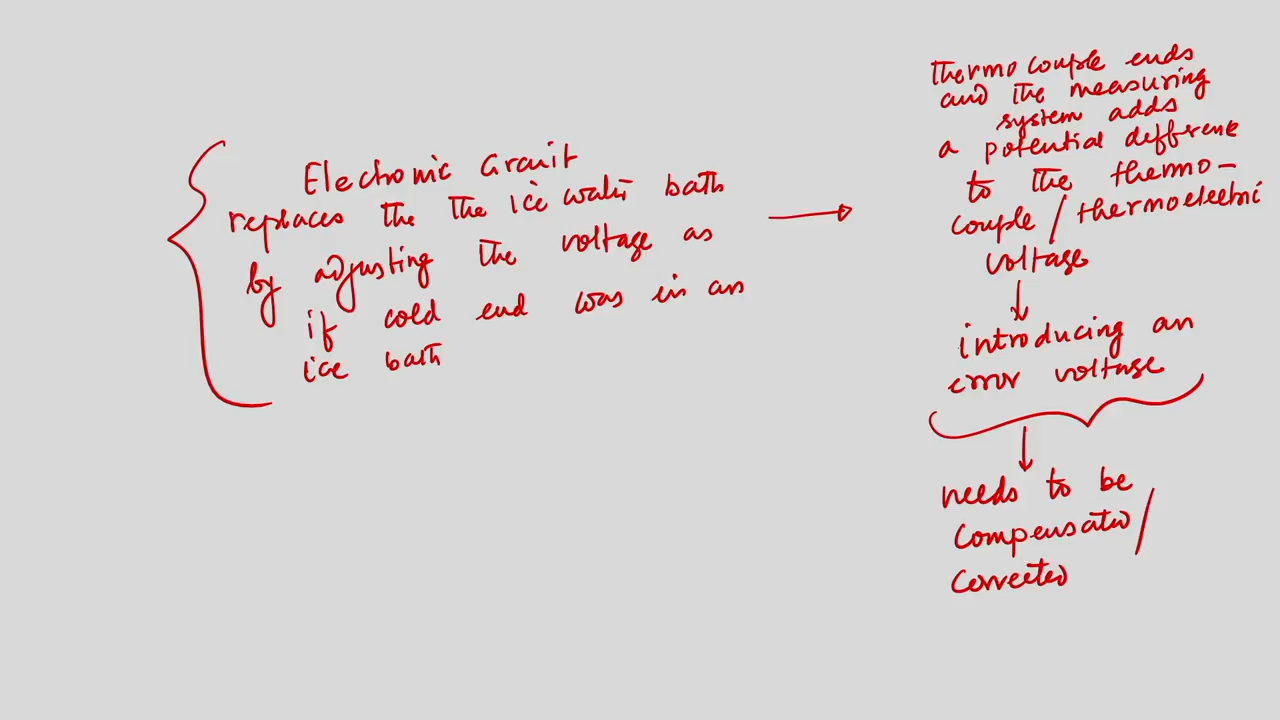 Electronic Circuit
replaces the the ice water bath
by adjusting the voltage as
if cold end was in an
ice bath
thermocouple ends
and the measuring
system adds
a potential difference
to the thermo-
couple / thermoelectric
voltage
introducing an
error voltage
needs to be
compensated /
corrected